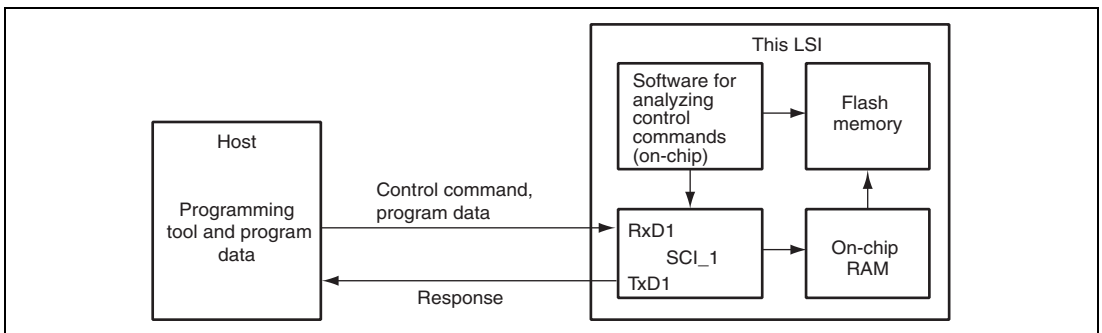 This LSI
Software for
analyzing
control
commands
(on-chip)
Flash
memory
Host
Programming
tool and program
data
Control command,
program data
Response
RxD1
SCI_1
TxD1
On-chip
RAM